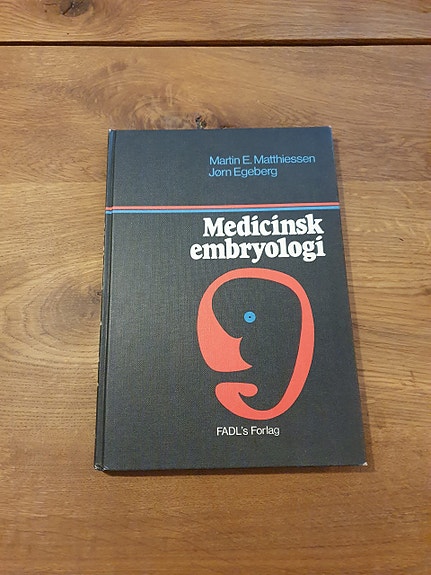 Martin E. Matthiessen
Jørn Egeberg
Medicinsk
embryologi
FADL's Forlag